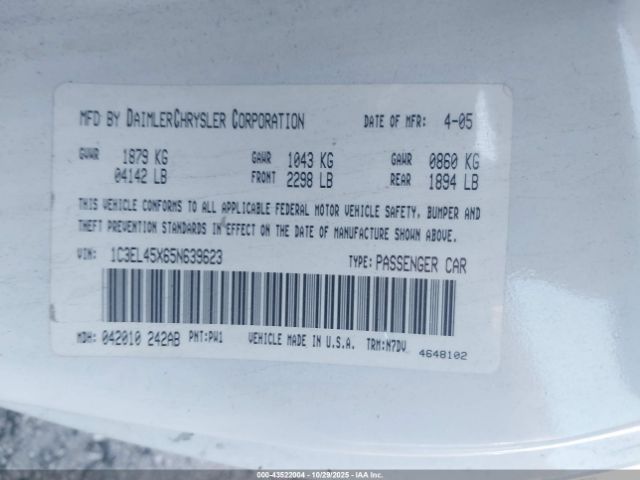 MFD BY DAIMLERCHRYSLER CORPORATION DATE OF MFR: 4-05
GVWR 1879 KG GAWR 1043 KG GAWR 0860 KG
04142 LB FRONT 2298 LB REAR 1894 LB
THIS VEHICLE CONFORMS TO ALL APPLICABLE FEDERAL MOTOR VEHICLE SAFETY, BUMPER AND
THEFT PREVENTION STANDARDS IN EFFECT ON THE DATE OF MANUFACTURE SHOWN ABOVE.
VIN: 1C3EL45X65N639623 TYPE: PASSENGER CAR
MDH: 042010 242AB PNT: PW1 VEHICLE MADE IN U.S.A. TRM: N7DV
4648102
000-43522004 - 10/29/2025 - © 2025 IAA Inc.